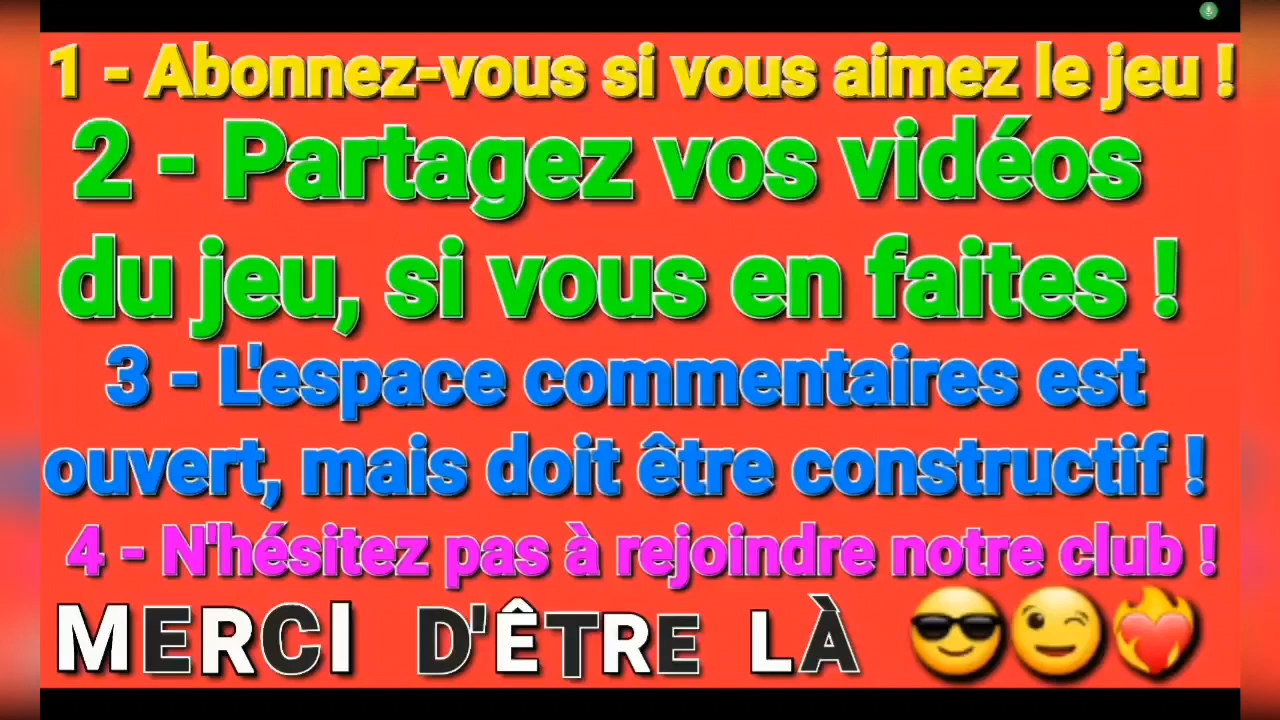 1 - Abonnez-vous si vous aimez le jeu !
2 - Partagez vos vidéos
du jeu, si vous en faites !
3 - L'espace commentaires est
ouvert, mais doit être constructif !
4 - N'hésitez pas à rejoindre notre club !
MERCI D'ÊTRE LÀ 😎😉❤️‍🔥